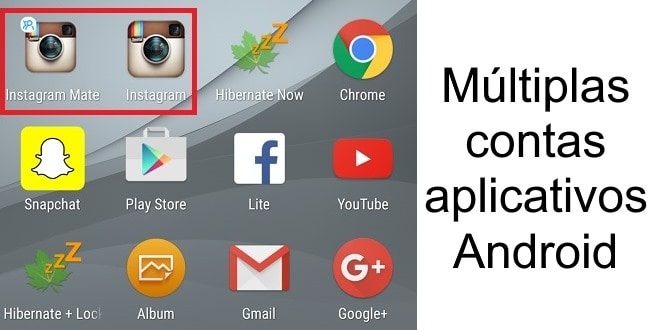 Instagram Mate Instagram Hibernate Now Chrome
Snapchat Play Store Lite YouTube
Hibernate + Lock Album Gmail Google+
Múltiplas
contas
aplicativos
Android